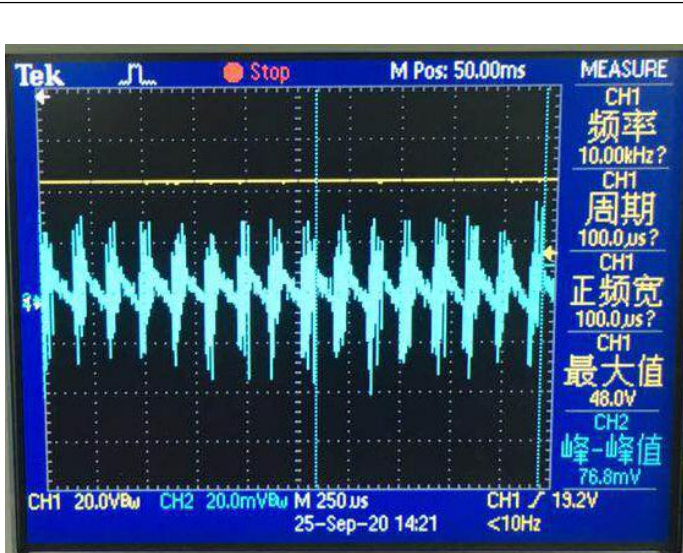 Tek Stop M Pos: 50.00ms MEASURE
CH1
频率
10.00kHz?
CH1
周期
100.0µs?
CH1
正频宽
100.0µs?
CH1
最大值
48.0V
CH2
峰-峰值
76.8mV
CH1 20.0VBw CH2 20.0mVBw M 250µs CH1 19.2V
25-Sep-20 14:21 <10Hz